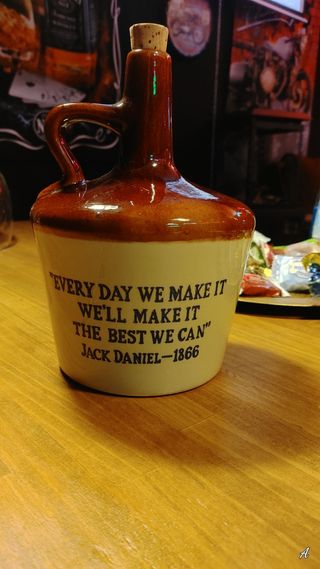 "EVERY DAY WE MAKE IT
WE'LL MAKE IT
THE BEST WE CAN"
JACK DANIEL—1866
A